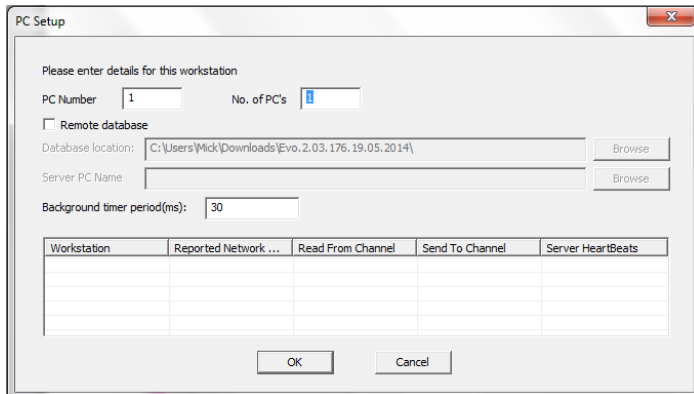 PC Setup
Please enter details for this workstation
PC Number 1 No. of PC's 1
Remote database
Database location: C:\Users\Mick\Downloads\Evo.2.03.176.19.05.2014\ Browse
Server PC Name Browse
Background timer period(ms): 30
Workstation Reported Network ... Read From Channel Send To Channel Server HeartBeats
OK Cancel